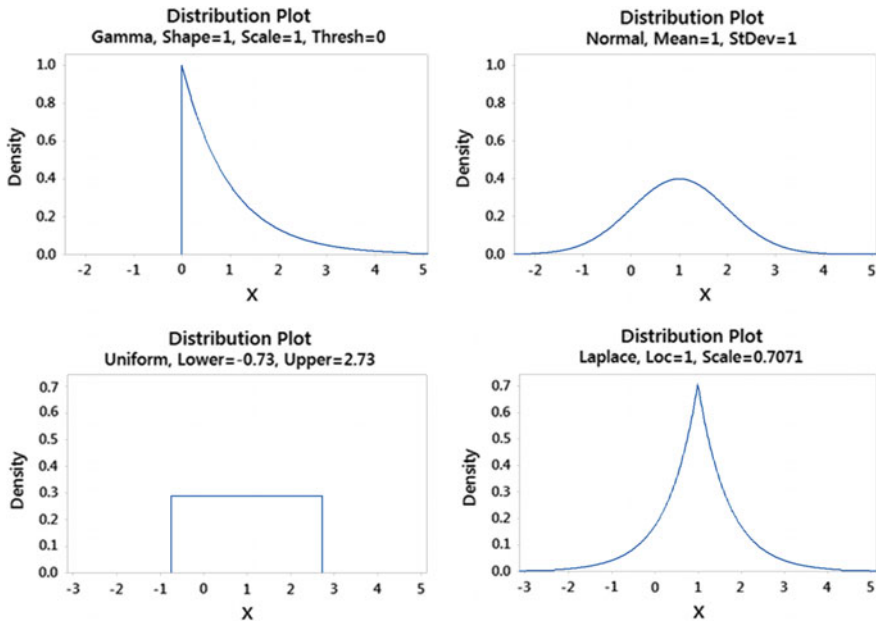 Distribution Plot
Gamma, Shape=1, Scale=1, Thresh=0
1.0
0.8
0.6
0.4
0.2
0.0
Density
-2 -1 0 1 2 3 4 5
X
Distribution Plot
Normal, Mean=1, StDev=1
1.0
0.8
0.6
0.4
0.2
0.0
Density
-2 -1 0 1 2 3 4 5
X
Distribution Plot
Uniform, Lower=-0.73, Upper=2.73
0.7
0.6
0.5
0.4
0.3
0.2
0.1
0.0
Density
-3 -2 -1 0 1 2 3 4 5
X
Distribution Plot
Laplace, Loc=1, Scale=0.7071
0.7
0.6
0.5
0.4
0.3
0.2
0.1
0.0
Density
-3 -2 -1 0 1 2 3 4 5
X